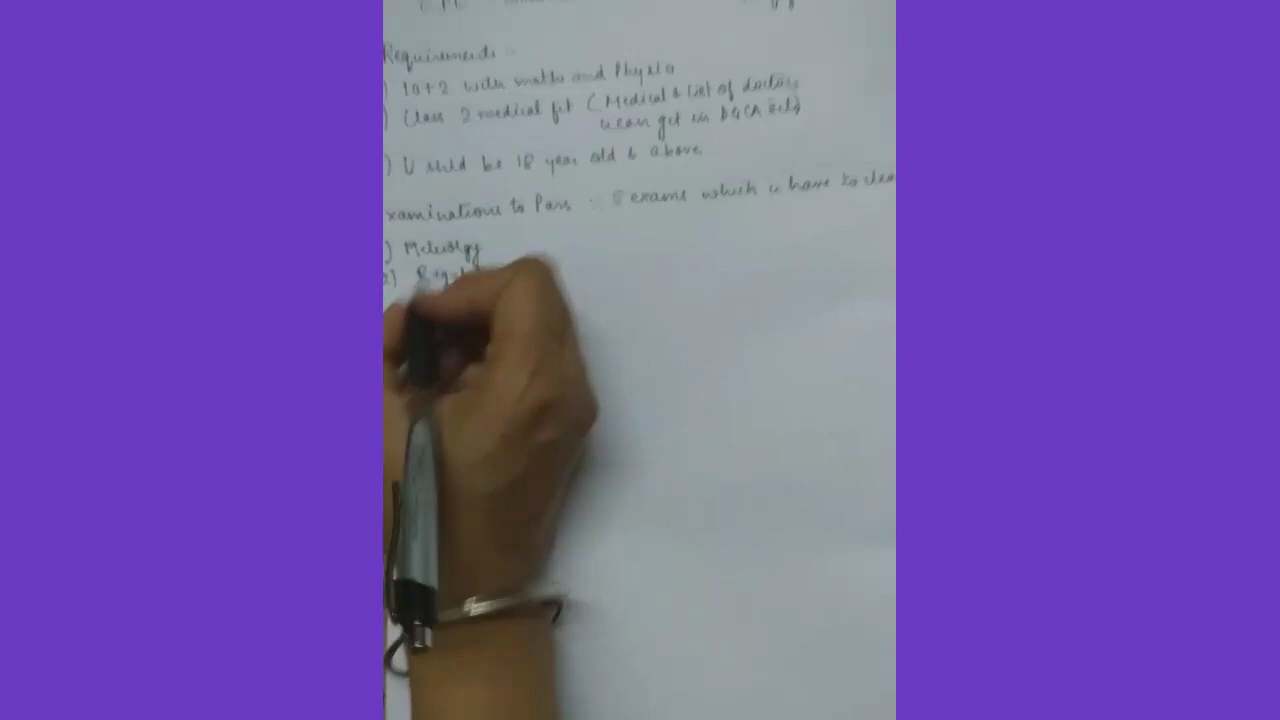 Requirements :-
) 10+2 with maths and Physics
) Class 2 medical fit ( Medical & list of doctors
u can get in DGCA
) U shld be 18 year old & above
xaminations to Pass :- 5 exams which u have to clea
) Meteorology
2)